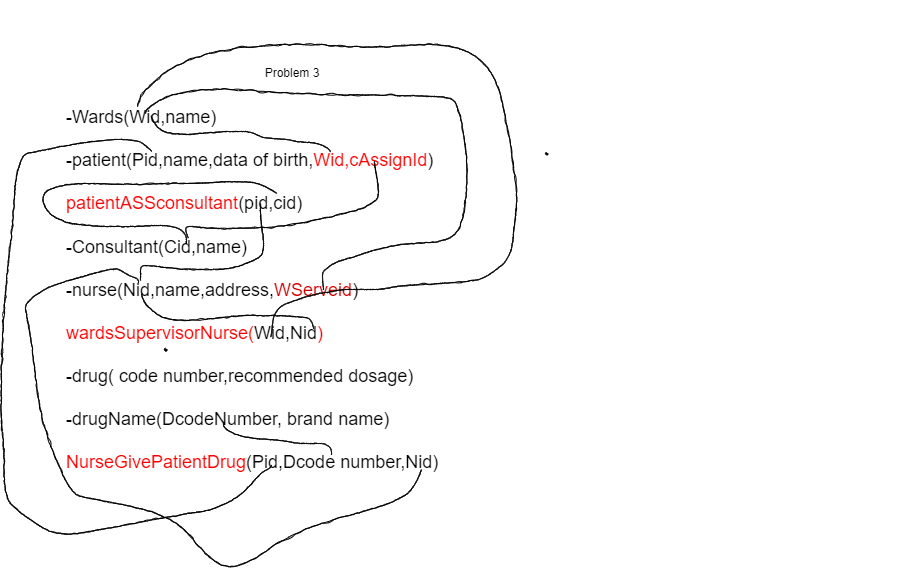 Problem 3
-Wards(Wid,name)
-patient(Pid,name,data of birth,Wid,cAssignId)
patientASSconsultant(pid,cid)
-Consultant(Cid,name)
-nurse(Nid,name,address,WServeid)
wardsSupervisorNurse(Wid,Nid)
-drug( code number,recommended dosage)
-drugName(DcodeNumber, brand name)
NurseGivePatientDrug(Pid,Dcode number,Nid)